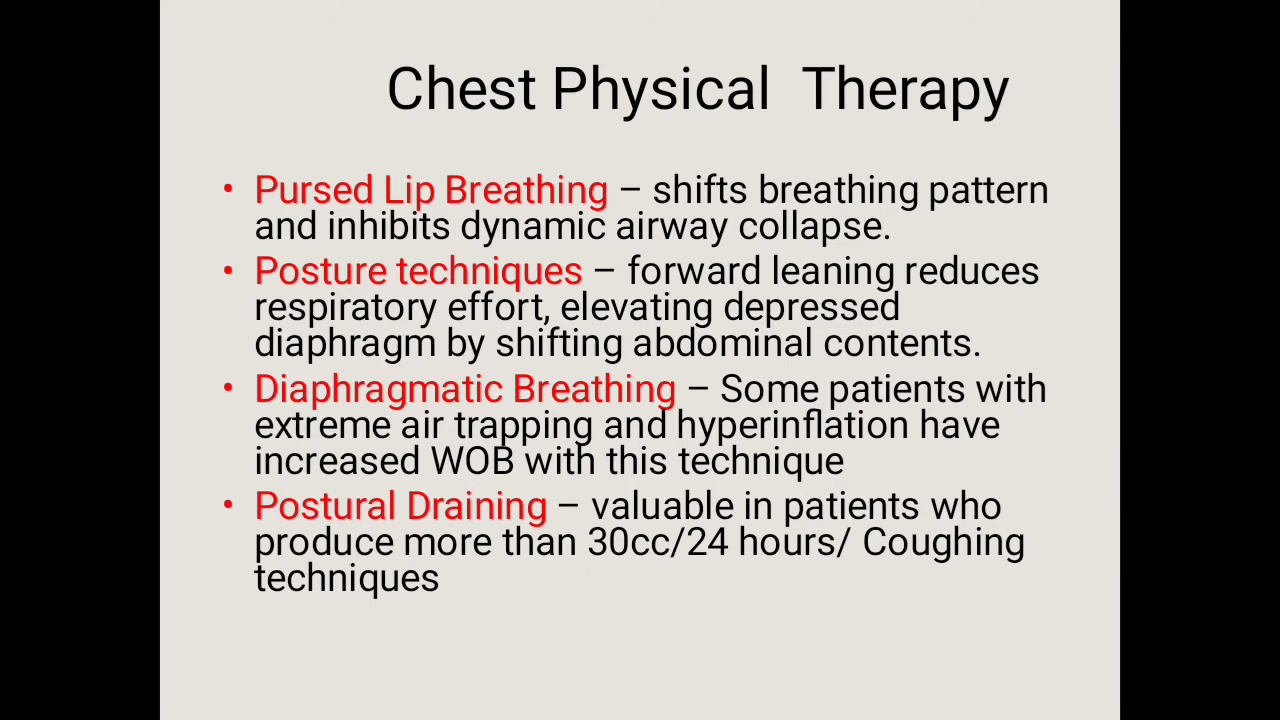 Chest Physical  Therapy
• Pursed Lip Breathing – shifts breathing pattern
and inhibits dynamic airway collapse.
• Posture techniques – forward leaning reduces
respiratory effort, elevating depressed
diaphragm by shifting abdominal contents.
• Diaphragmatic Breathing – Some patients with
extreme air trapping and hyperinflation have
increased WOB with this technique
• Postural Draining – valuable in patients who
produce more than 30cc/24 hours/ Coughing
techniques